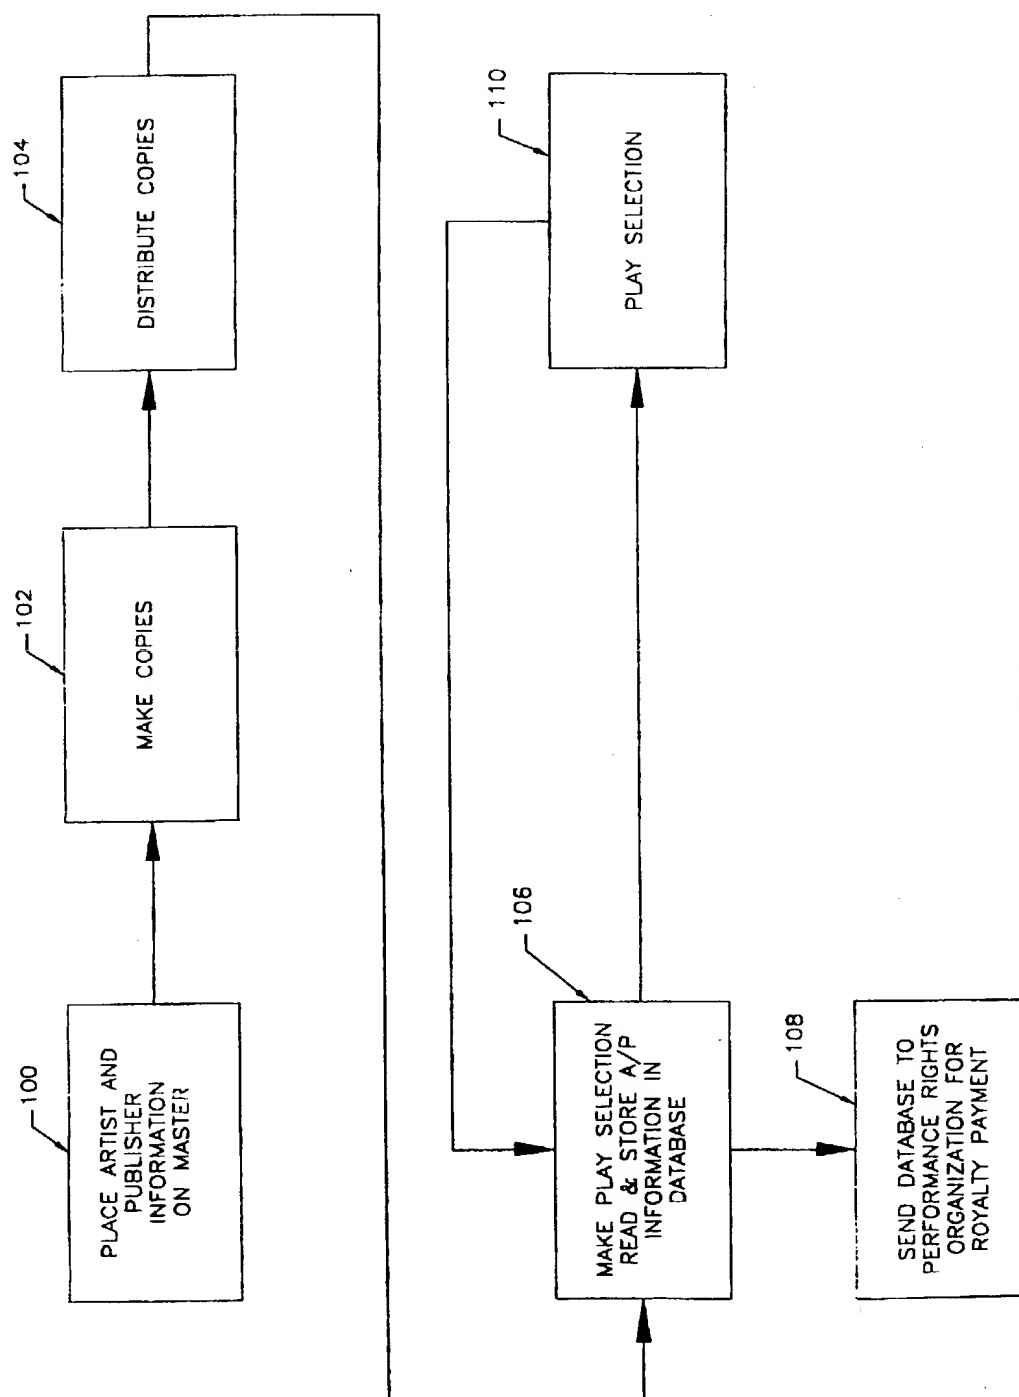 100
PLACE ARTIST AND
PUBLISHER
INFORMATION
ON MASTER
102
MAKE COPIES
104
DISTRIBUTE COPIES
106
MAKE PLAY SELECTION
READ & STORE A/P
INFORMATION IN
DATABASE
110
PLAY SELECTION
108
SEND DATABASE TO
PERFORMANCE RIGHTS
ORGANIZATION FOR
ROYALTY PAYMENT